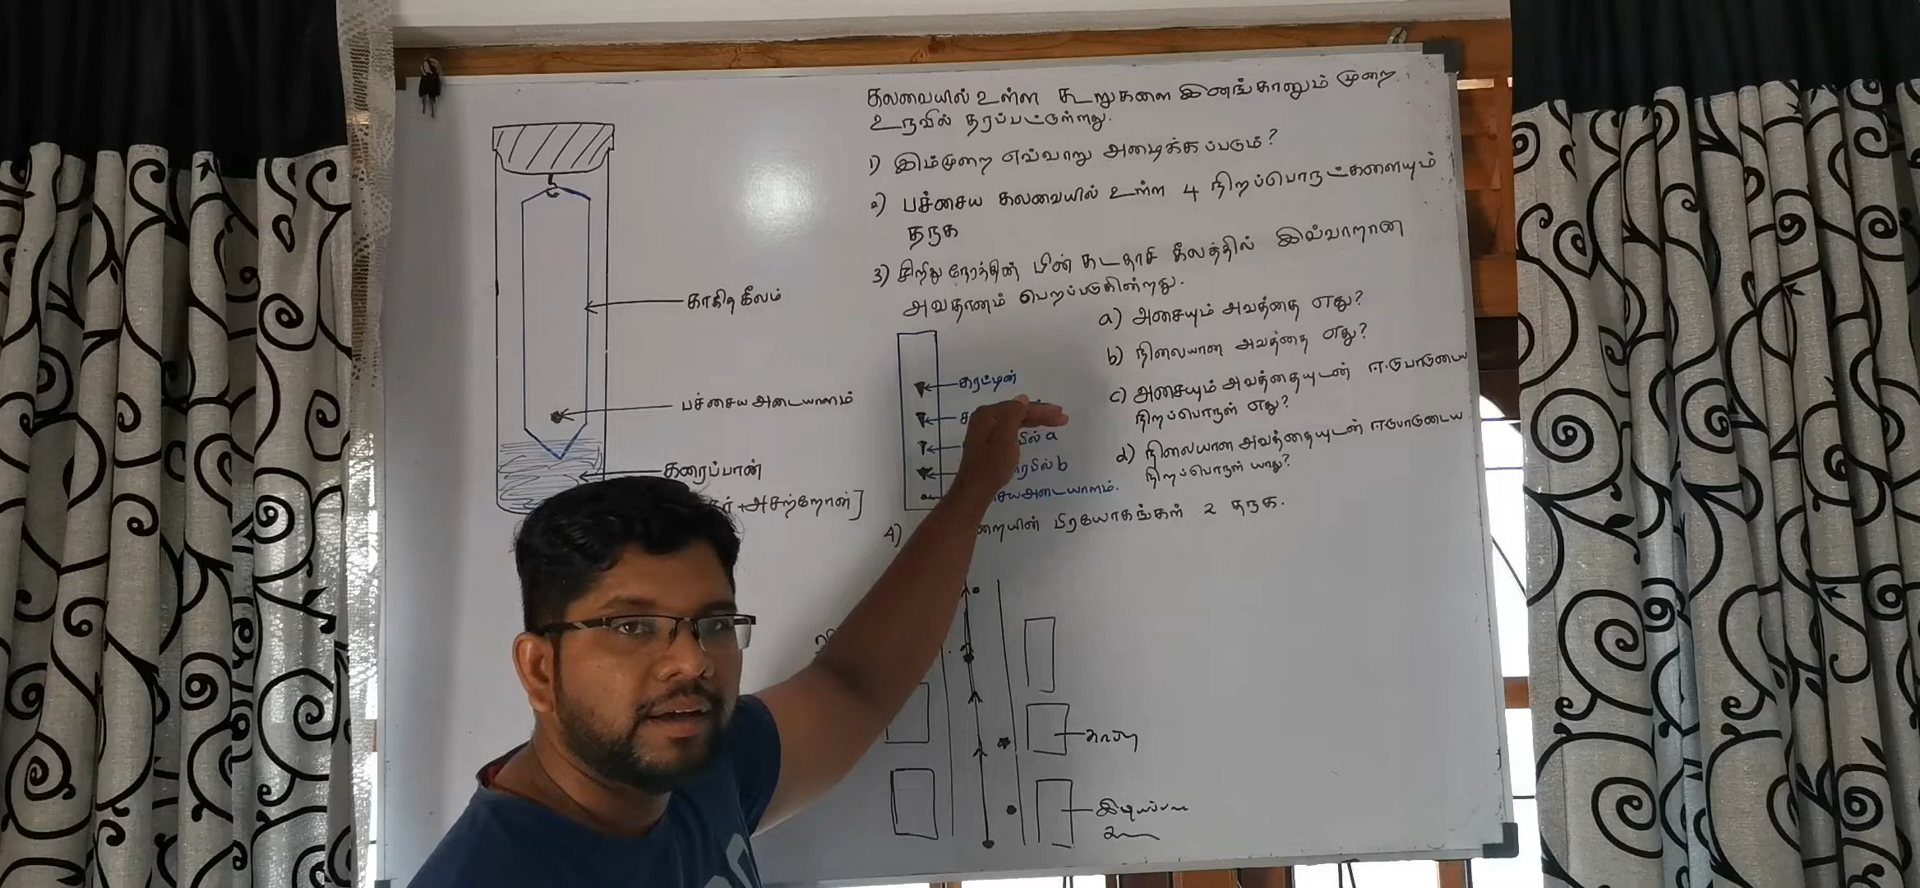 கலவையில் உள்ள கூறுகளை இனங்கானும் முறை
உருவில் தரப்பட்டுள்ளது.
1) இம்முறை எவ்வாறு அழைக்கப்படும்?
2) பச்சைய கலவையில் உள்ள 4 நிறப்பொருட்களையும்
தருக
3) சிறிது நேரத்தின் பின் கடதாசி கீலத்தில் இவ்வாறான
அவதானம் பெறப்படுகின்றது.
a) அசையும் அவத்தை எது?
b) நிலையான அவத்தை எது?
c) அசையும் அவத்தையுடன் ஈடுபாடுடைய
நிறப்பொருள் எது?
d) நிலையான அவத்தையுடன் ஈடுபாடுடைய
நிறப்பொருள் யாது?
காகித கீலம்
பச்சைய அடையாளம்
கரைப்பான்
+அசற்றோன்]
கரட்டின்
a
b
அடையாளம்.
4) பிரயோகங்கள் 2 தருக.